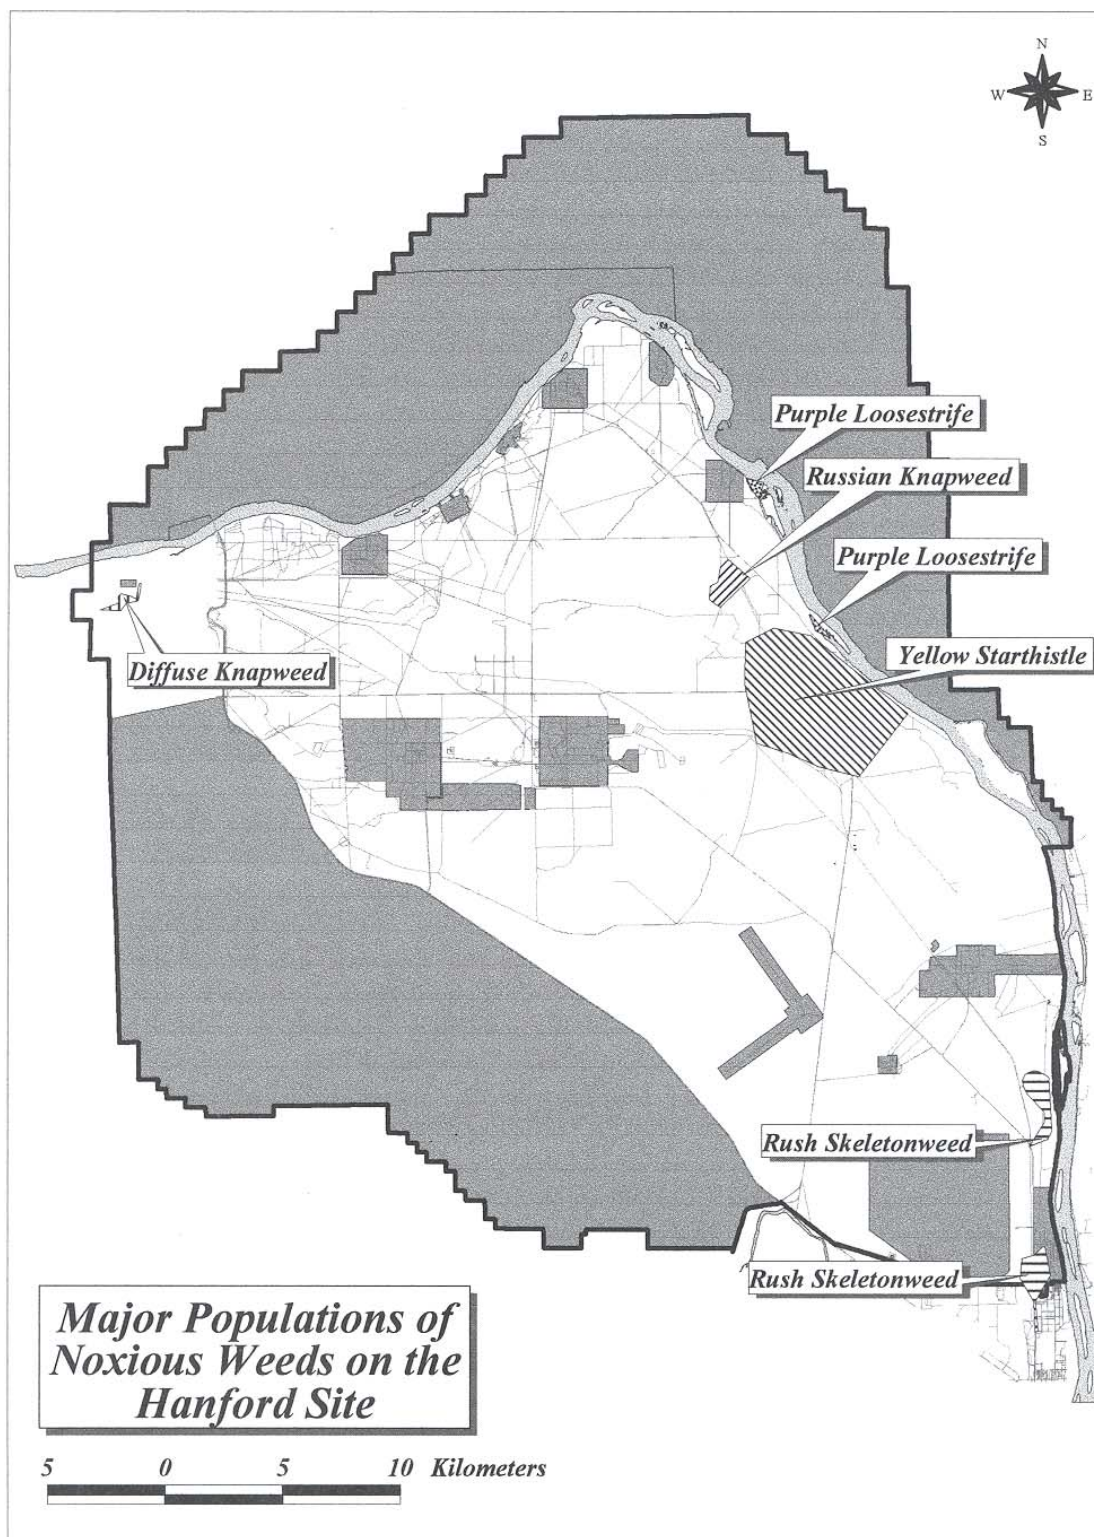 N
W E
S
Purple Loosestrife
Russian Knapweed
Purple Loosestrife
Yellow Starthistle
Diffuse Knapweed
Rush Skeletonweed
Rush Skeletonweed
Major Populations of
Noxious Weeds on the
Hanford Site
5 0 5 10 Kilometers